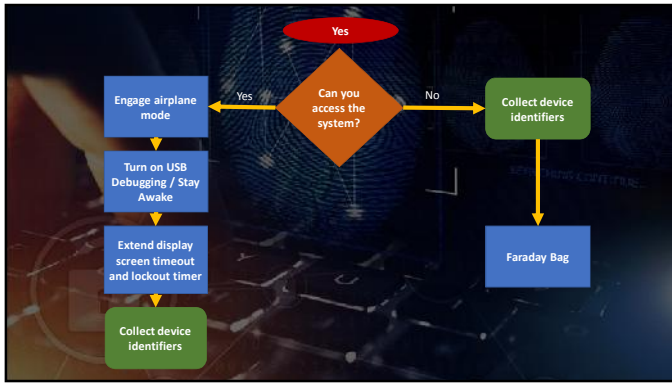 Yes
Can you
access the
system?
Yes
No
Engage airplane
mode
Collect device
identifiers
Turn on USB
Debugging / Stay
Awake
Extend display
screen timeout
and lockout timer
Faraday Bag
Collect device
identifiers